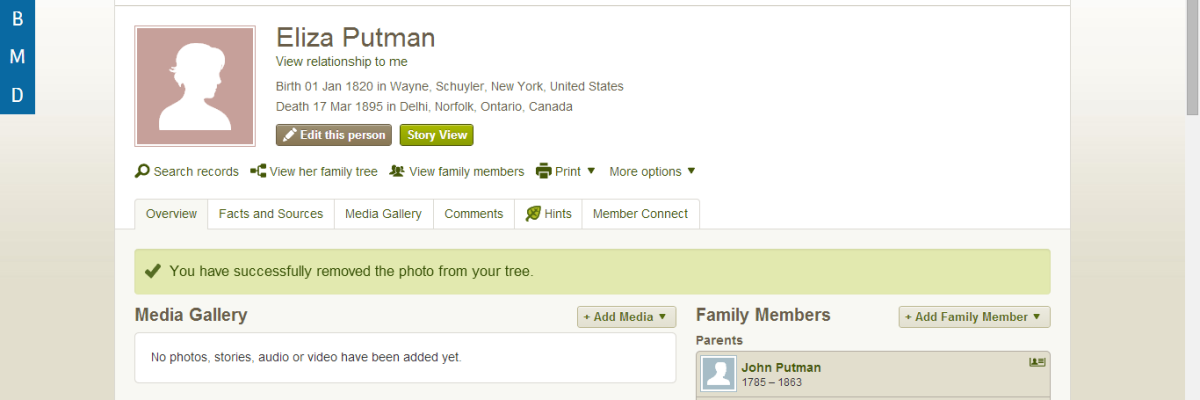 B
M
D
Eliza Putman
View relationship to me
Birth 01 Jan 1820 in Wayne, Schuyler, New York, United States
Death 17 Mar 1895 in Delhi, Norfolk, Ontario, Canada
Edit this person Story View
Search records View her family tree View family members Print ▼ More options ▼
Overview Facts and Sources Media Gallery Comments Hints Member Connect
You have successfully removed the photo from your tree.
Media Gallery + Add Media ▼
No photos, stories, audio or video have been added yet.
Family Members + Add Family Member ▼
Parents
John Putman
1785 – 1863